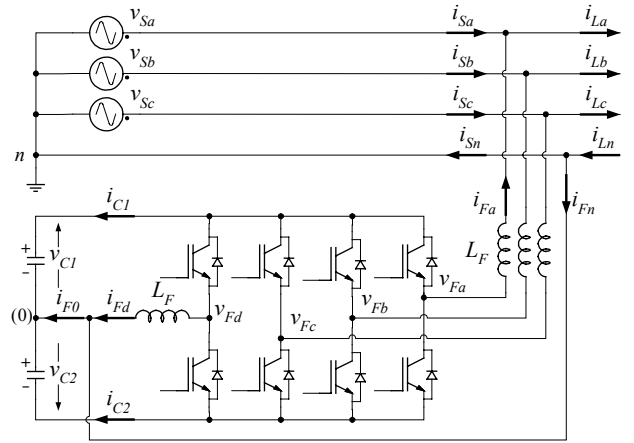 v_Sa i_Sa i_La
v_Sb i_Sb i_Lb
v_Sc i_Sc i_Lc
n i_Sn i_Ln
i_C1 i_Fa i_Fn
+ v_C1
- L_F
v_Fa
(0) i_F0 i_Fd L_F v_Fd v_Fc v_Fb
+ v_C2
-
i_C2